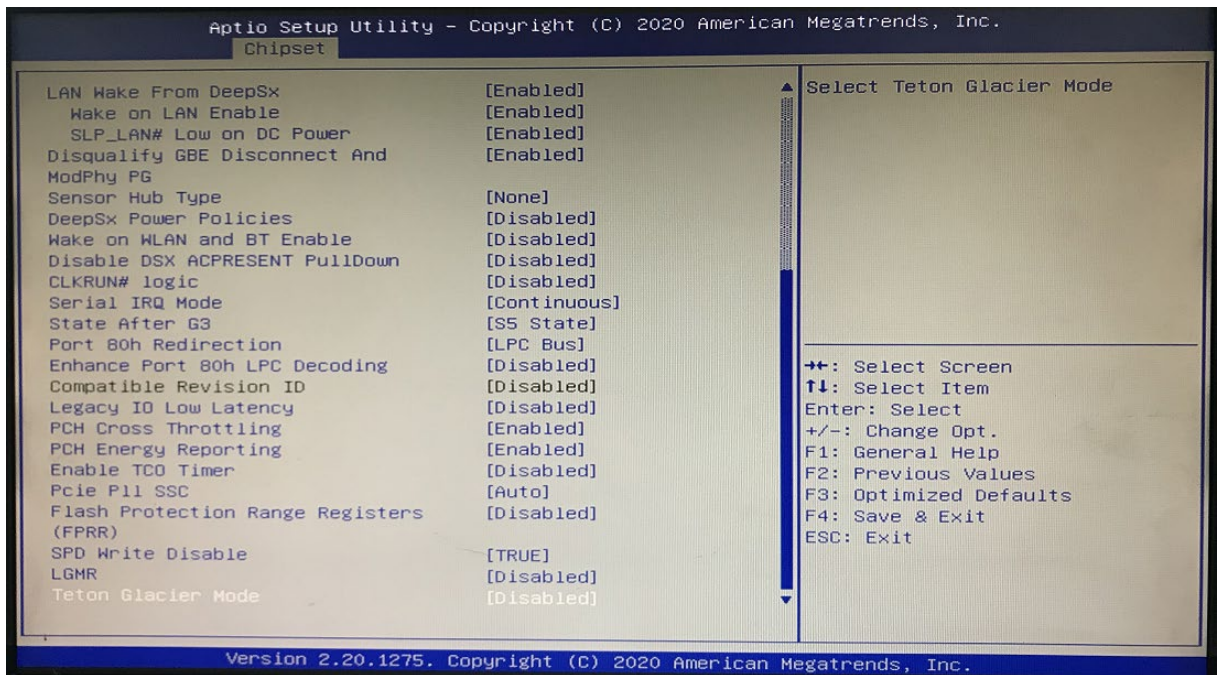 Aptio Setup Utility – Copyright (C) 2020 American Megatrends, Inc.
Chipset
LAN Wake From DeepSx [Enabled]
Wake on LAN Enable [Enabled]
SLP_LAN# Low on DC Power [Enabled]
Disqualify GBE Disconnect And [Enabled]
ModPhy PG
Sensor Hub Type [None]
DeepSx Power Policies [Disabled]
Wake on WLAN and BT Enable [Disabled]
Disable DSX ACPRESENT PullDown [Disabled]
CLKRUN# logic [Disabled]
Serial IRQ Mode [Continuous]
State After G3 [S5 State]
Port 80h Redirection [LPC Bus]
Enhance Port 80h LPC Decoding [Disabled]
Compatible Revision ID [Disabled]
Legacy IO Low Latency [Disabled]
PCH Cross Throttling [Enabled]
PCH Energy Reporting [Enabled]
Enable TCO Timer [Disabled]
Pcie Pll SSC [Auto]
Flash Protection Range Registers [Disabled]
(FPRR)
SPD Write Disable [TRUE]
LGMR [Disabled]
Teton Glacier Mode [Disabled]
Select Teton Glacier Mode
→←: Select Screen
↑↓: Select Item
Enter: Select
+/-: Change Opt.
F1: General Help
F2: Previous Values
F3: Optimized Defaults
F4: Save & Exit
ESC: Exit
Version 2.20.1275. Copyright (C) 2020 American Megatrends, Inc.